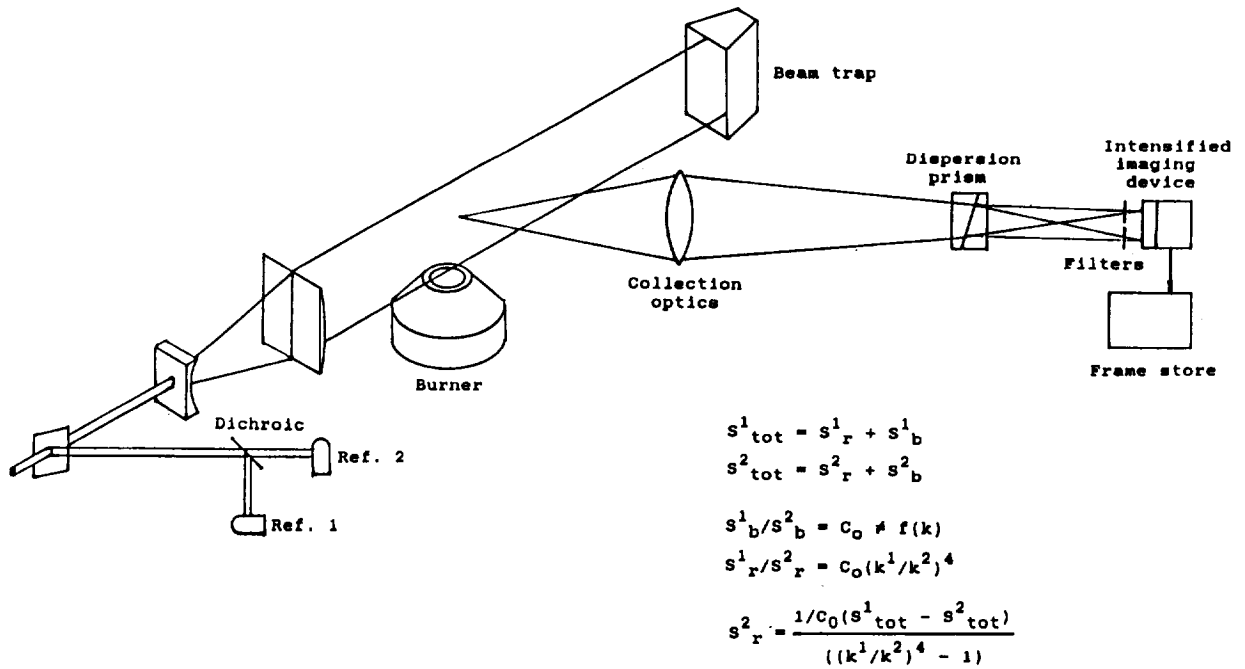 Beam trap
Dispersion
prism
Intensified
imaging
device
Collection
optics
Filters
Burner
Frame store
Dichroic
Ref. 2
Ref. 1
S¹tot = S¹r + S¹b
S²tot = S²r + S²b
S¹b/S²b = Co ≠ f(k)
S¹r/S²r = Co(k¹/k²)⁴
S²r = 1/C0(S¹tot - S²tot)
((k¹/k²)⁴ - 1)